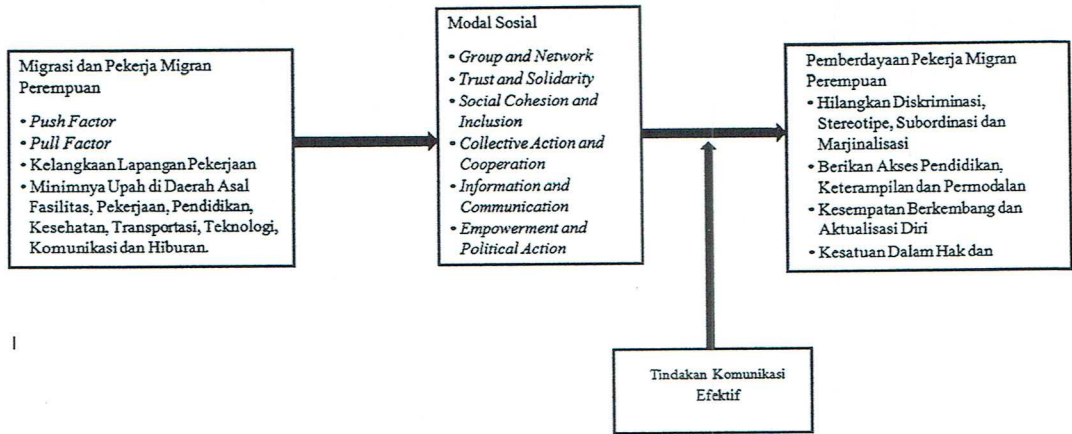 Migrasi dan Pekerja Migran
Perempuan
• Push Factor
• Pull Factor
• Kelangkaan Lapangan Pekerjaan
• Minimnya Upah di Daerah Asal
Fasilitas, Pekerjaan, Pendidikan,
Kesehatan, Transportasi, Teknologi,
Komunikasi dan Hiburan.
Modal Sosial
• Group and Network
• Trust and Solidarity
• Social Cohesion and
Inclusion
• Collective Action and
Cooperation
• Information and
Communication
• Empowerment and
Political Action
Pemberdayaan Pekerja Migran
Perempuan
• Hilangkan Diskriminasi,
Stereotipe, Subordinasi dan
Marjinalisasi
• Berikan Akses Pendidikan,
Keterampilan dan Permodalan
• Kesempatan Berkembang dan
Aktualisasi Diri
• Kesatuan Dalam Hak dan
Tindakan Komunikasi
Efektif